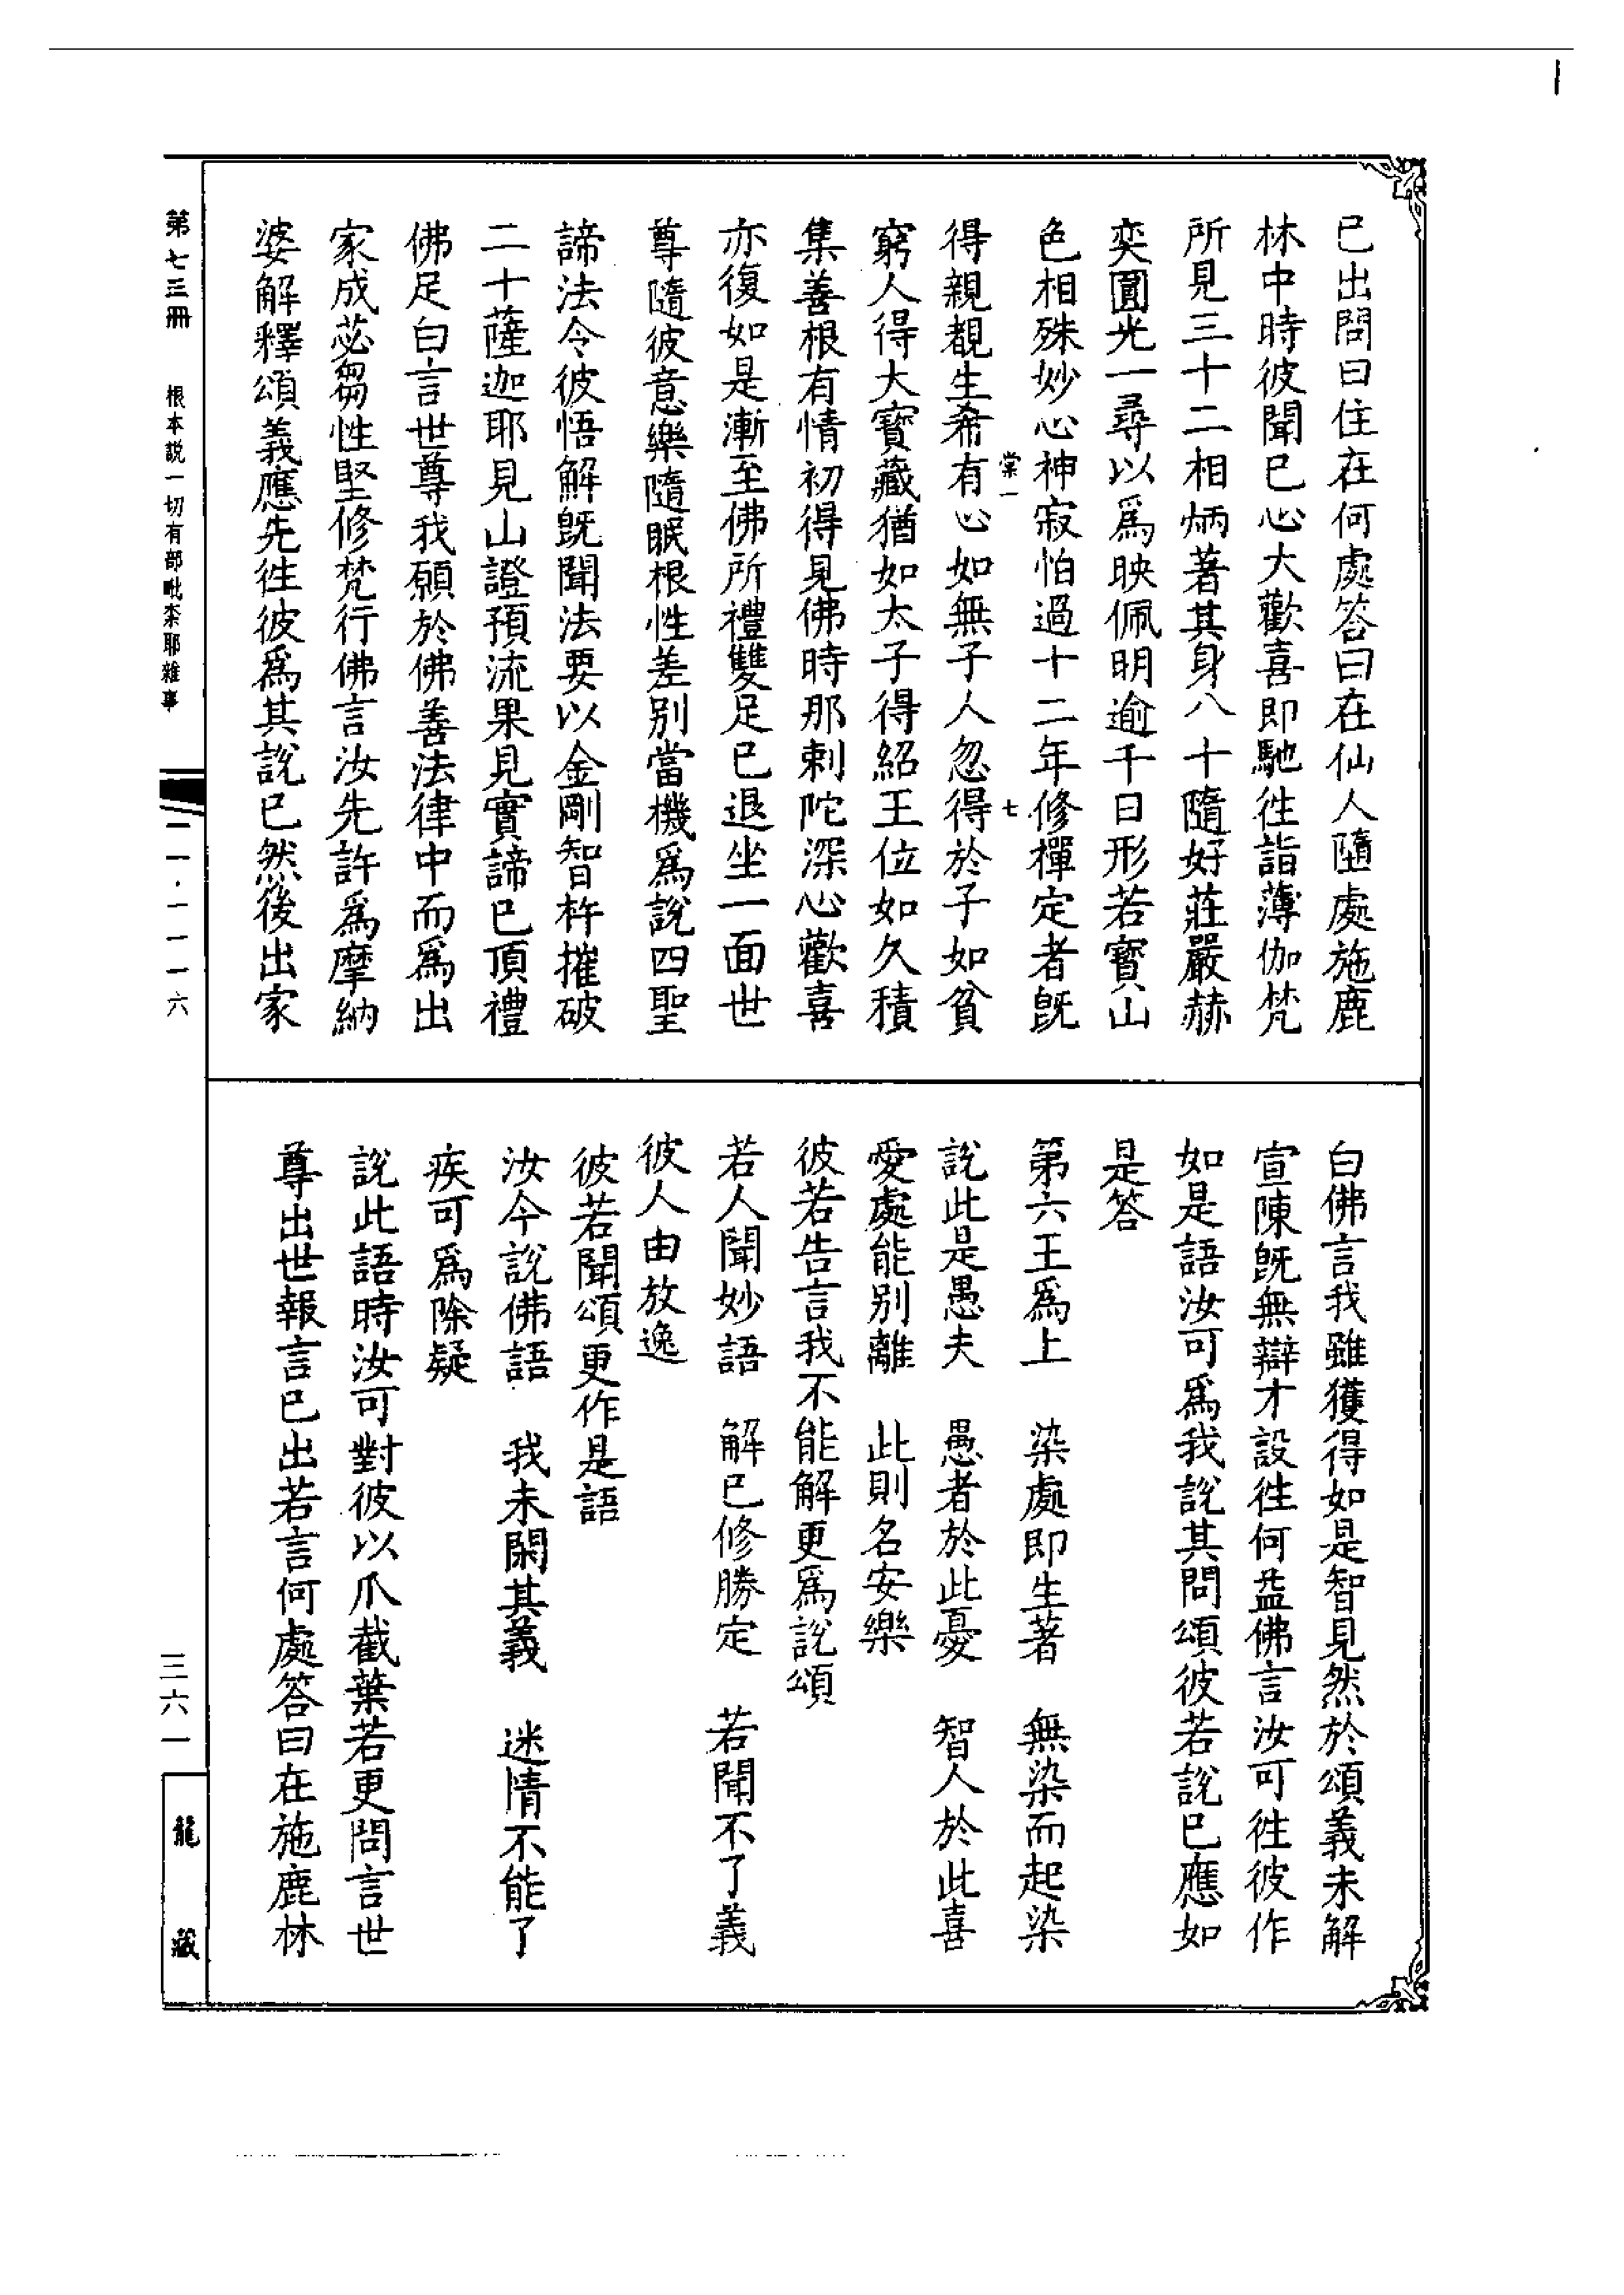 已出問曰住在何處答曰在仙人墮處施鹿
林中時彼聞已心大歡喜即馳徃詣薄伽梵
所見三十二相炳著其身八十隨好莊嚴赫
奕圓光一尋以為映佩明逾千日形若寶山
色相殊妙心神寂怕過十二年修禪定者旣
棠一
七
得親覩生希有心如無子人忽得於子如貧
窮人得大寶藏猶如太子得紹王位如久積
集善根有情初得見佛時那剌陀深心歡喜
亦復如是漸至佛所禮雙足已退坐一面世
尊隨彼意樂隨眠根性差別當機為說四聖
諦法令彼悟解旣聞法要以金剛智杵摧破
二十薩迦耶見山證預流果見實諦已頂禮
佛足白言世尊我願於佛善法律中而為出
家成苾芻性堅修梵行佛言汝先許為摩納
婆解釋頌義應先徃彼為其說已然後出家
白佛言我雖獲得如是智見然於頌義未解
宣陳旣無辯才設徃何益佛言汝可徃彼作
如是語汝可為我說其問頌彼若說已應如
是答
第六王為上　染處即生著　無染而起染
說此是愚夫　愚者於此憂　智人於此喜
愛處能別離　此則名安樂
彼若告言我不能解更為說頌
若人聞妙語　解已修勝定　若聞不了義
彼人由放逸
彼若聞頌更作是語
汝今說佛語　我未閑其義　迷情不能了
疾可為除疑
說此語時汝可對彼以爪截葉若更問言世
尊出世報言已出若言何處答曰在施鹿林
第七三冊　根本說一切有部毗柰耶雜事
二一·一一一六
三六一
龍藏